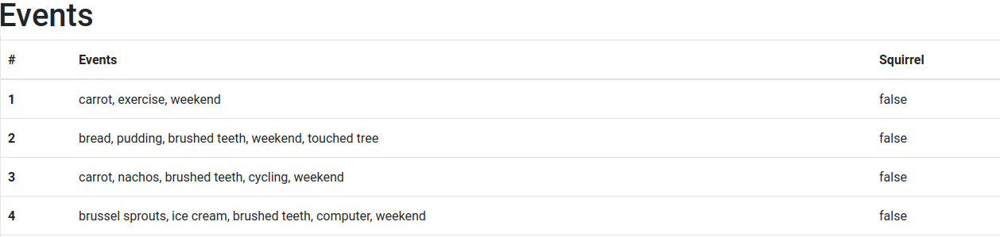 Events
# Events Squirrel
1 carrot, exercise, weekend false
2 bread, pudding, brushed teeth, weekend, touched tree false
3 carrot, nachos, brushed teeth, cycling, weekend false
4 brussel sprouts, ice cream, brushed teeth, computer, weekend false